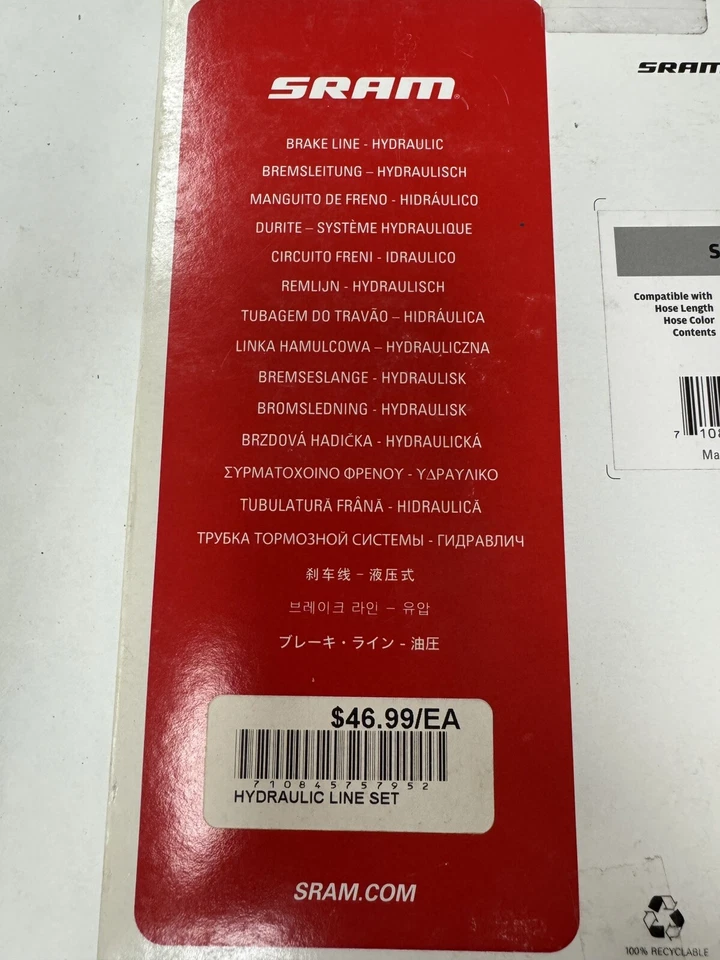 SRAM
BRAKE LINE - HYDRAULIC
BREMSLEITUNG – HYDRAULISCH
MANGUITO DE FRENO - HIDRÁULICO
DURITE – SYSTÈME HYDRAULIQUE
CIRCUITO FRENI - IDRAULICO
REMLIJN - HYDRAULISCH
TUBAGEM DO TRAVÃO – HIDRÁULICA
LINKA HAMULCOWA – HYDRAULICZNA
BREMSESLANGE - HYDRAULISK
BROMSLEDNING - HYDRAULISK
BRZDOVÁ HADIČKA - HYDRAULICKÁ
ΣΥΡΜΑΤΟΧΟΙΝΟ ΦΡΕΝΟΥ - ΥΔΡΑΥΛΙΚΟ
TUBULATURĂ FRÂNĂ - HIDRAULICĂ
ТРУБКА ТОРМОЗНОЙ СИСТЕМЫ - ГИДРАВЛИЧ
刹车线 – 液压式
브레이크 라인 – 유압
ブレーキ・ライン - 油圧
$46.99/EA
710845757952
HYDRAULIC LINE SET
SRAM.COM
SRAM
S
Compatible with
Hose Length
Hose Color
Contents
7 108
Ma
100% RECYCLABLE